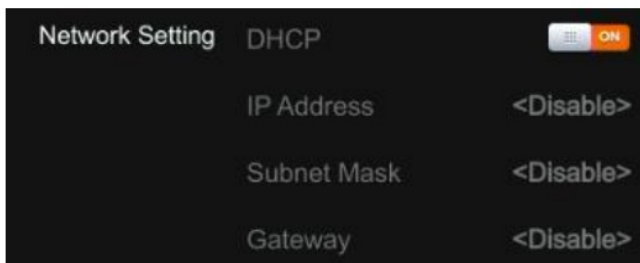 Network Setting DHCP ON
IP Address <Disable>
Subnet Mask <Disable>
Gateway <Disable>